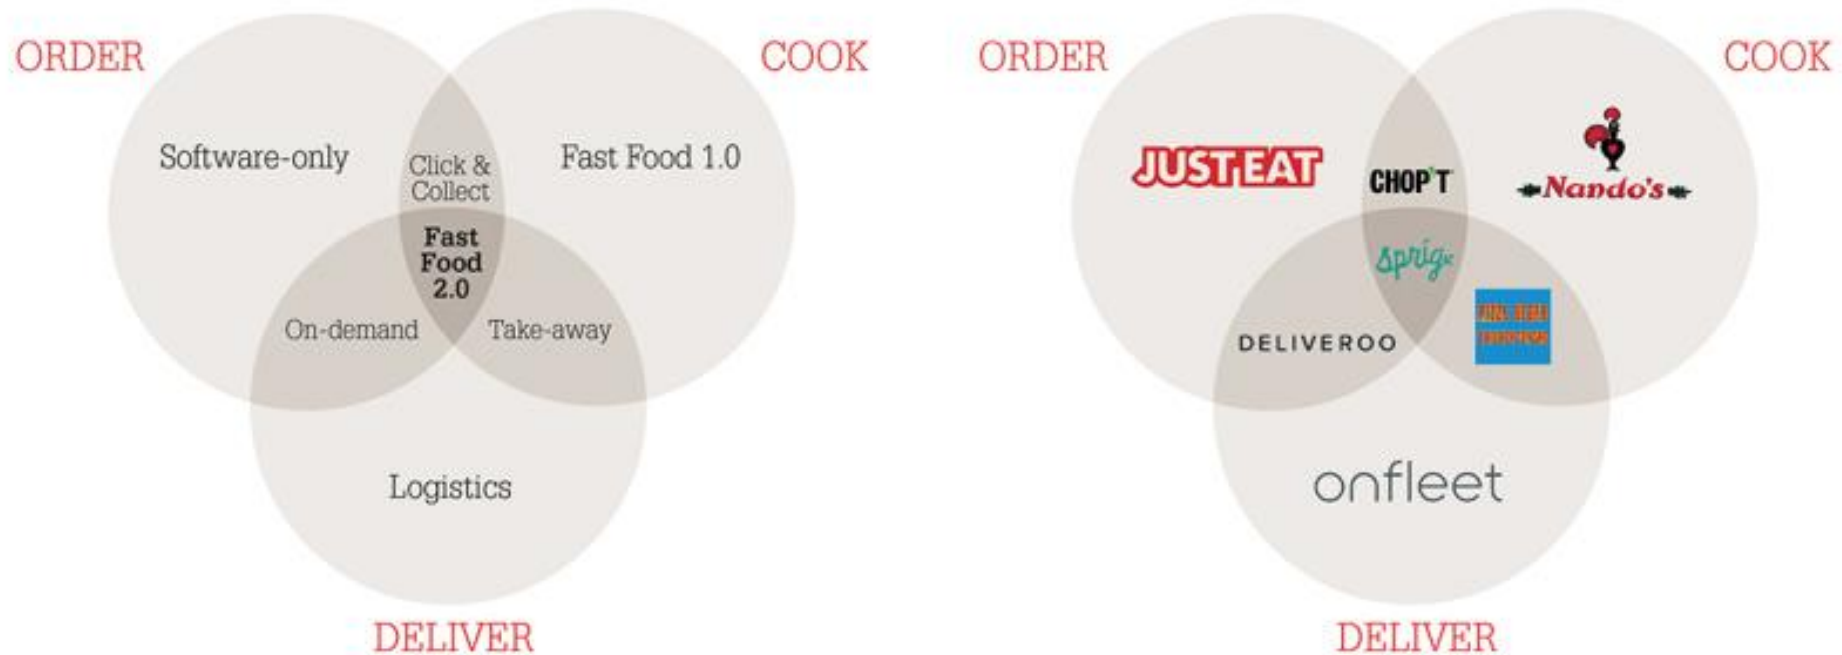 ORDER
COOK
Software-only
Click &
Collect
Fast Food 1.0
Fast
Food
2.0
On-demand
Take-away
Logistics
DELIVER
ORDER
COOK
JUST EAT
CHOP'T
Nando's
sprig
DELIVEROO
onfleet
DELIVER